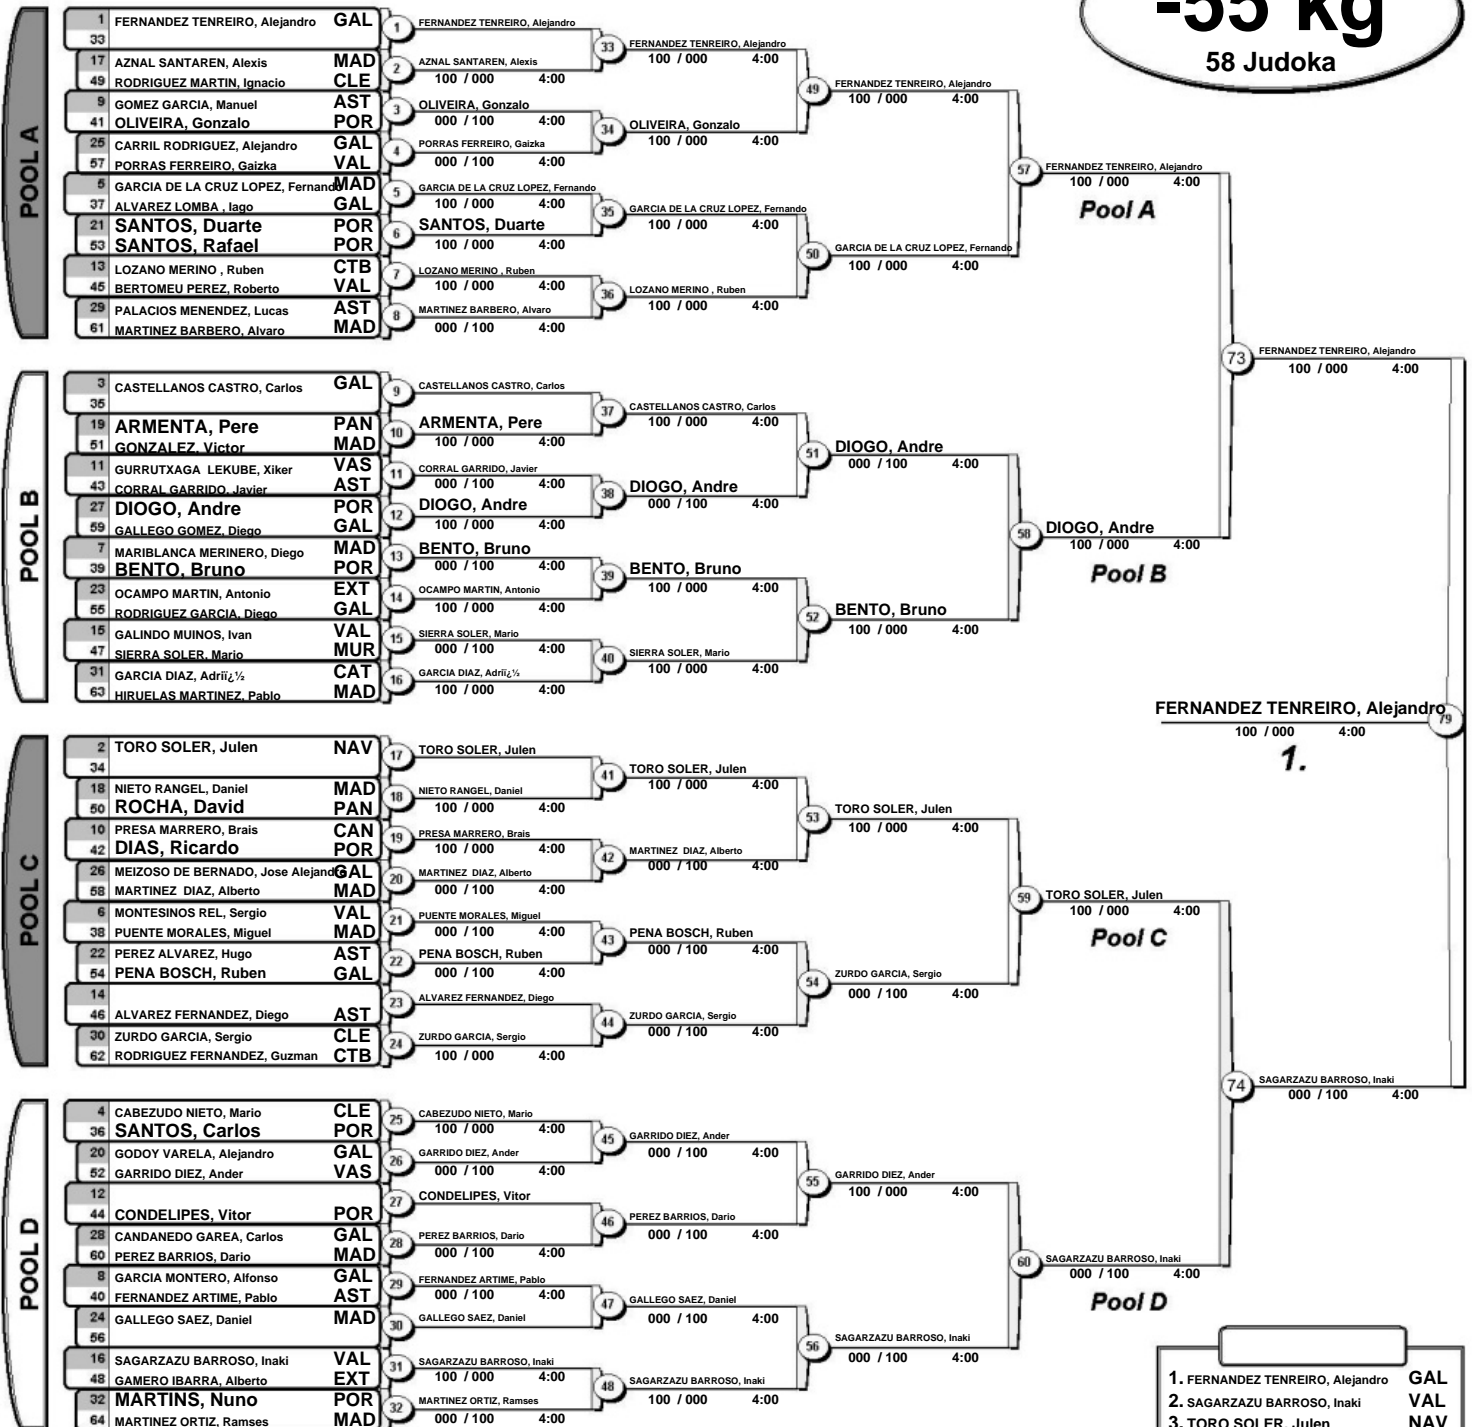 -55 kg
58 Judoka
POOL A
1 FERNANDEZ TENREIRO, Alejandro GAL
33
17 AZNAL SANTAREN, Alexis MAD
49 RODRIGUEZ MARTIN, Ignacio CLE
9 GOMEZ GARCIA, Manuel AST
41 OLIVEIRA, Gonzalo POR
25 CARRIL RODRIGUEZ, Alejandro GAL
57 PORRAS FERREIRO, Gaizka VAL
5 GARCIA DE LA CRUZ LOPEZ, Fernando MAD
37 ALVAREZ LOMBA , Iago GAL
21 SANTOS, Duarte POR
53 SANTOS, Rafael POR
13 LOZANO MERINO , Ruben CTB
45 BERTOMEU PEREZ, Roberto VAL
29 PALACIOS MENENDEZ, Lucas AST
61 MARTINEZ BARBERO, Alvaro MAD
1 FERNANDEZ TENREIRO, Alejandro
2 AZNAL SANTAREN, Alexis
100 / 000 4:00
3 OLIVEIRA, Gonzalo
000 / 100 4:00
4 PORRAS FERREIRO, Gaizka
000 / 100 4:00
5 GARCIA DE LA CRUZ LOPEZ, Fernando
100 / 000 4:00
6 SANTOS, Duarte
100 / 000 4:00
7 LOZANO MERINO , Ruben
100 / 000 4:00
8 MARTINEZ BARBERO, Alvaro
000 / 100 4:00
33 FERNANDEZ TENREIRO, Alejandro
100 / 000 4:00
34 OLIVEIRA, Gonzalo
100 / 000 4:00
35 GARCIA DE LA CRUZ LOPEZ, Fernando
100 / 000 4:00
36 LOZANO MERINO , Ruben
100 / 000 4:00
49 FERNANDEZ TENREIRO, Alejandro
100 / 000 4:00
50 GARCIA DE LA CRUZ LOPEZ, Fernando
100 / 000 4:00
57 FERNANDEZ TENREIRO, Alejandro
100 / 000 4:00
Pool A
POOL B
3 CASTELLANOS CASTRO, Carlos GAL
35
19 ARMENTA, Pere PAN
51 GONZALEZ, Victor MAD
11 GURRUTXAGA LEKUBE, Xiker VAS
43 CORRAL GARRIDO, Javier AST
27 DIOGO, Andre POR
59 GALLEGO GOMEZ, Diego GAL
7 MARIBLANCA MERINERO, Diego MAD
39 BENTO, Bruno POR
23 OCAMPO MARTIN, Antonio EXT
55 RODRIGUEZ GARCIA, Diego GAL
15 GALINDO MUINOS, Ivan VAL
47 SIERRA SOLER, Mario MUR
31 GARCIA DIAZ, Adriï¿½ CAT
63 HIRUELAS MARTINEZ, Pablo MAD
9 CASTELLANOS CASTRO, Carlos
10 ARMENTA, Pere
100 / 000 4:00
11 CORRAL GARRIDO, Javier
000 / 100 4:00
12 DIOGO, Andre
100 / 000 4:00
13 BENTO, Bruno
000 / 100 4:00
14 OCAMPO MARTIN, Antonio
100 / 000 4:00
15 SIERRA SOLER, Mario
000 / 100 4:00
16 GARCIA DIAZ, Adriï¿½
100 / 000 4:00
37 CASTELLANOS CASTRO, Carlos
100 / 000 4:00
38 DIOGO, Andre
000 / 100 4:00
39 BENTO, Bruno
100 / 000 4:00
40 SIERRA SOLER, Mario
100 / 000 4:00
51 DIOGO, Andre
000 / 100 4:00
52 BENTO, Bruno
100 / 000 4:00
58 DIOGO, Andre
100 / 000 4:00
Pool B
73 FERNANDEZ TENREIRO, Alejandro
100 / 000 4:00
FERNANDEZ TENREIRO, Alejandro 79
100 / 000 4:00
1.
POOL C
2 TORO SOLER, Julen NAV
34
18 NIETO RANGEL, Daniel MAD
50 ROCHA, David PAN
10 PRESA MARRERO, Brais CAN
42 DIAS, Ricardo POR
26 MEIZOSO DE BERNADO, Jose Alejandro GAL
58 MARTINEZ DIAZ, Alberto MAD
6 MONTESINOS REL, Sergio VAL
38 PUENTE MORALES, Miguel MAD
22 PEREZ ALVAREZ, Hugo AST
54 PENA BOSCH, Ruben GAL
14
46 ALVAREZ FERNANDEZ, Diego AST
30 ZURDO GARCIA, Sergio CLE
62 RODRIGUEZ FERNANDEZ, Guzman CTB
17 TORO SOLER, Julen
18 NIETO RANGEL, Daniel
100 / 000 4:00
19 PRESA MARRERO, Brais
100 / 000 4:00
20 MARTINEZ DIAZ, Alberto
000 / 100 4:00
21 PUENTE MORALES, Miguel
000 / 100 4:00
22 PENA BOSCH, Ruben
000 / 100 4:00
23 ALVAREZ FERNANDEZ, Diego
24 ZURDO GARCIA, Sergio
100 / 000 4:00
41 TORO SOLER, Julen
100 / 000 4:00
42 MARTINEZ DIAZ, Alberto
000 / 100 4:00
43 PENA BOSCH, Ruben
000 / 100 4:00
44 ZURDO GARCIA, Sergio
000 / 100 4:00
53 TORO SOLER, Julen
100 / 000 4:00
54 ZURDO GARCIA, Sergio
000 / 100 4:00
59 TORO SOLER, Julen
100 / 000 4:00
Pool C
POOL D
4 CABEZUDO NIETO, Mario CLE
36 SANTOS, Carlos POR
20 GODOY VARELA, Alejandro GAL
52 GARRIDO DIEZ, Ander VAS
12
44 CONDELIPES, Vitor POR
28 CANDANEDO GAREA, Carlos GAL
60 PEREZ BARRIOS, Dario MAD
8 GARCIA MONTERO, Alfonso GAL
40 FERNANDEZ ARTIME, Pablo AST
24 GALLEGO SAEZ, Daniel MAD
56
16 SAGARZAZU BARROSO, Inaki VAL
48 GAMERO IBARRA, Alberto EXT
32 MARTINS, Nuno POR
64 MARTINEZ ORTIZ, Ramses MAD
25 CABEZUDO NIETO, Mario
100 / 000 4:00
26 GARRIDO DIEZ, Ander
000 / 100 4:00
27 CONDELIPES, Vitor
28 PEREZ BARRIOS, Dario
000 / 100 4:00
29 FERNANDEZ ARTIME, Pablo
000 / 100 4:00
30 GALLEGO SAEZ, Daniel
31 SAGARZAZU BARROSO, Inaki
100 / 000 4:00
32 MARTINEZ ORTIZ, Ramses
000 / 100 4:00
45 GARRIDO DIEZ, Ander
000 / 100 4:00
46 PEREZ BARRIOS, Dario
000 / 100 4:00
47 GALLEGO SAEZ, Daniel
000 / 100 4:00
48 SAGARZAZU BARROSO, Inaki
100 / 000 4:00
55 GARRIDO DIEZ, Ander
100 / 000 4:00
56 SAGARZAZU BARROSO, Inaki
000 / 100 4:00
60 SAGARZAZU BARROSO, Inaki
000 / 100 4:00
Pool D
74 SAGARZAZU BARROSO, Inaki
000 / 100 4:00
1. FERNANDEZ TENREIRO, Alejandro GAL
2. SAGARZAZU BARROSO, Inaki VAL
3. TORO SOLER, Julen NAV